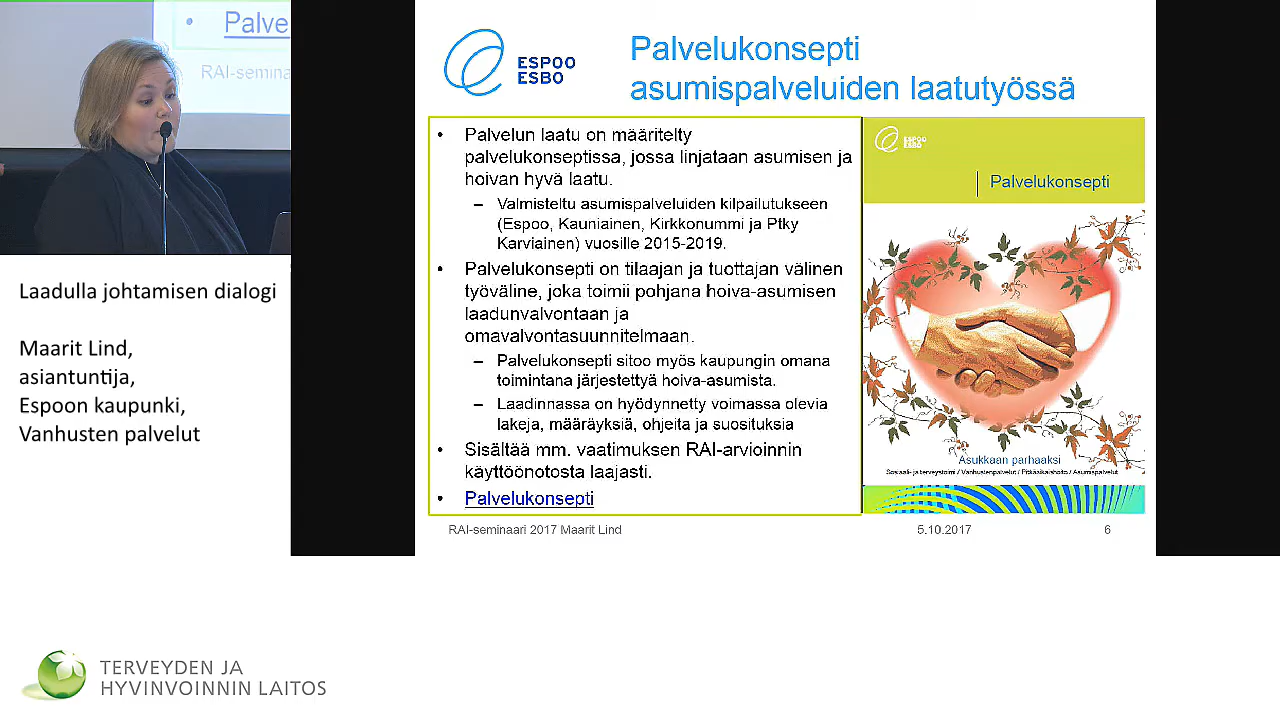 Palve
RAI-semina
Laadulla johtamisen dialogi
Maarit Lind,
asiantuntija,
Espoon kaupunki,
Vanhusten palvelut
TERVEYDEN JA
HYVINVOINNIN LAITOS
ESPOO
ESBO
Palvelukonsepti
asumispalveluiden laatutyössä
• Palvelun laatu on määritelty
palvelukonseptissa, jossa linjataan asumisen ja
hoivan hyvä laatu.
– Valmisteltu asumispalveluiden kilpailutukseen
(Espoo, Kauniainen, Kirkkonummi ja Ptky
Karviainen) vuosille 2015-2019.
• Palvelukonsepti on tilaajan ja tuottajan välinen
työväline, joka toimii pohjana hoiva-asumisen
laadunvalvontaan ja
omavalvontasuunnitelmaan.
– Palvelukonsepti sitoo myös kaupungin omana
toimintana järjestettyä hoiva-asumista.
– Laadinnassa on hyödynnetty voimassa olevia
lakeja, määräyksiä, ohjeita ja suosituksia
• Sisältää mm. vaatimuksen RAI-arvioinnin
käyttöönotosta laajasti.
• Palvelukonsepti
ESPOO
ESBO
Palvelukonsepti
Asukkaan parhaaksi
Sosiaali- ja terveystoimi / Vanhustenpalvelut / Pitkäaikaishoito / Asumispalvelut
RAI-seminaari 2017 Maarit Lind
5.10.2017
6